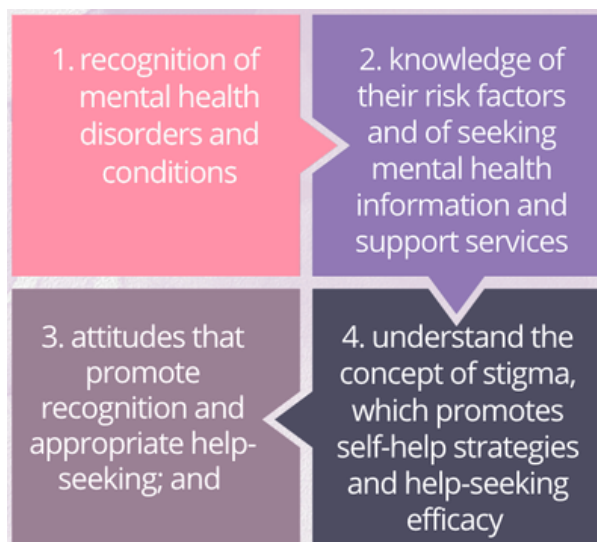 1. recognition of
mental health
disorders and
conditions
2. knowledge of
their risk factors
and of seeking
mental health
information and
support services
3. attitudes that
promote
recognition and
appropriate help-
seeking; and
4. understand the
concept of stigma,
which promotes
self-help strategies
and help-seeking
efficacy